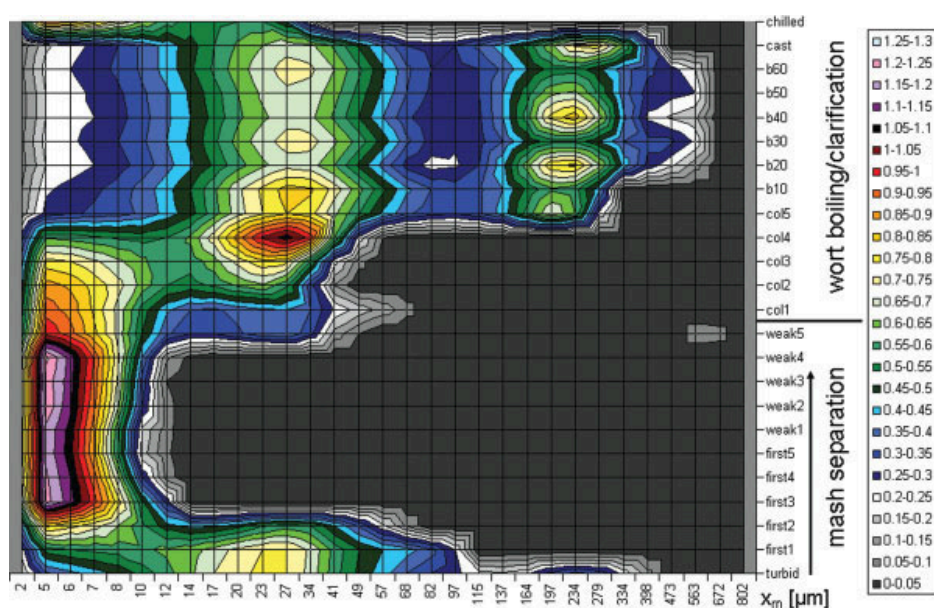 chilled
cast
b60
b50
b40
b30
b20
b10
col5
col4
col3
col2
col1
weak5
weak4
weak3
weak2
weak1
first5
first4
first3
first2
first1
turbid
wort boiling/clarification
mash separation
1.25-1.3
1.2-1.25
1.15-1.2
1.1-1.15
1.05-1.1
1-1.05
0.95-1
0.9-0.95
0.85-0.9
0.8-0.85
0.75-0.8
0.7-0.75
0.65-0.7
0.6-0.65
0.55-0.6
0.5-0.55
0.45-0.5
0.4-0.45
0.35-0.4
0.3-0.35
0.25-0.3
0.2-0.25
0.15-0.2
0.1-0.15
0.05-0.1
0-0.05
2 5 6 7 8 10 12 14 17 20 23 27 34 41 49 57 68 82 97 115 137 164 197 234 279 334 398 473 563 672 802 xm [µm]